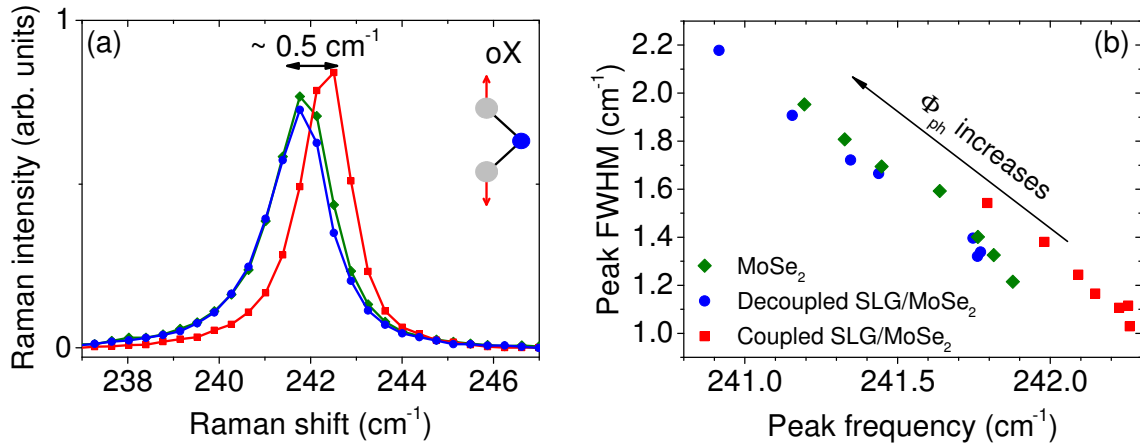 (a)
~ 0.5 cm⁻¹
oX
1
0
Raman intensity (arb. units)
238 240 242 244 246
Raman shift (cm⁻¹)
(b)
Φph increases
2.2
2.0
1.8
1.6
1.4
1.2
1.0
Peak FWHM (cm⁻¹)
MoSe₂
Decoupled SLG/MoSe₂
Coupled SLG/MoSe₂
241.0 241.5 242.0
Peak frequency (cm⁻¹)